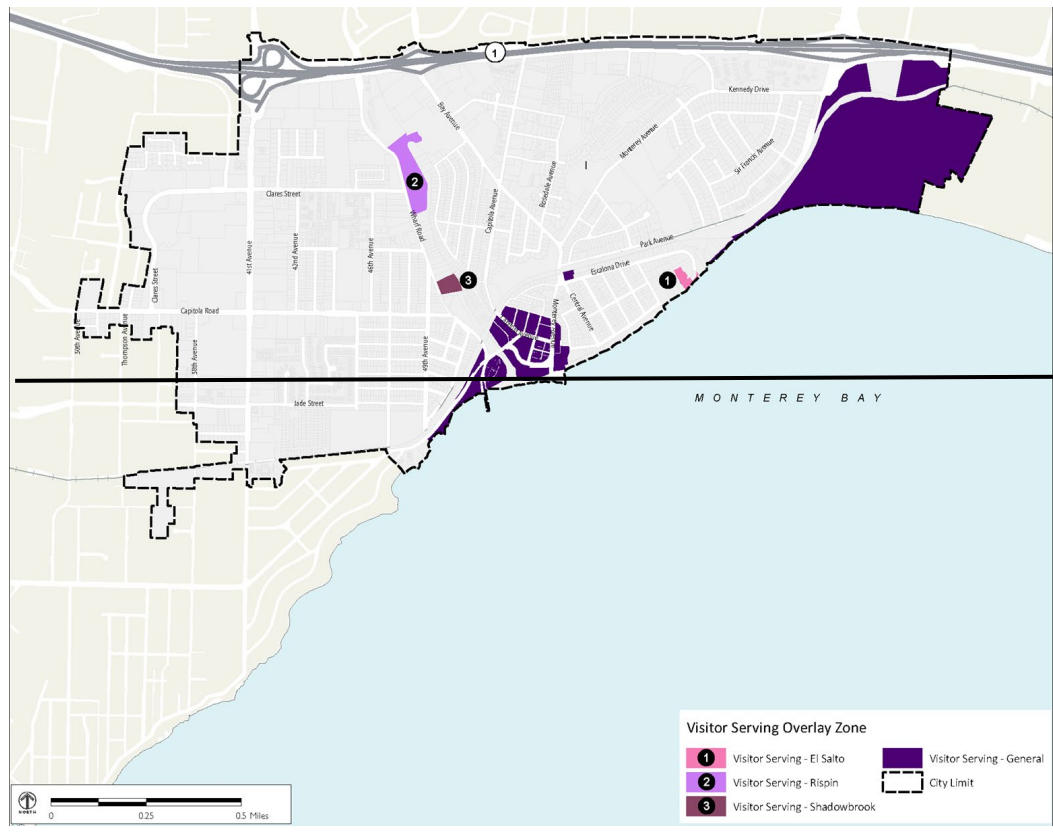 1
Kennedy Drive
Bay Avenue
Monterey Avenue
Sir Francis Avenue
Rosedale Avenue
2
Clares Street
Capitola Avenue
Wharf Road
41st Avenue
42nd Avenue
46th Avenue
Park Avenue
Escalona Drive
Clares Street
3
1
Capitola Road
Central Avenue
30th Avenue
Thompson Avenue
38th Avenue
49th Avenue
MONTEREY BAY
Jade Street
Visitor Serving Overlay Zone
1 Visitor Serving - El Salto
Visitor Serving - General
2 Visitor Serving - Rispin
City Limit
3 Visitor Serving - Shadowbrook
NORTH
0 0.25 0.5 Miles